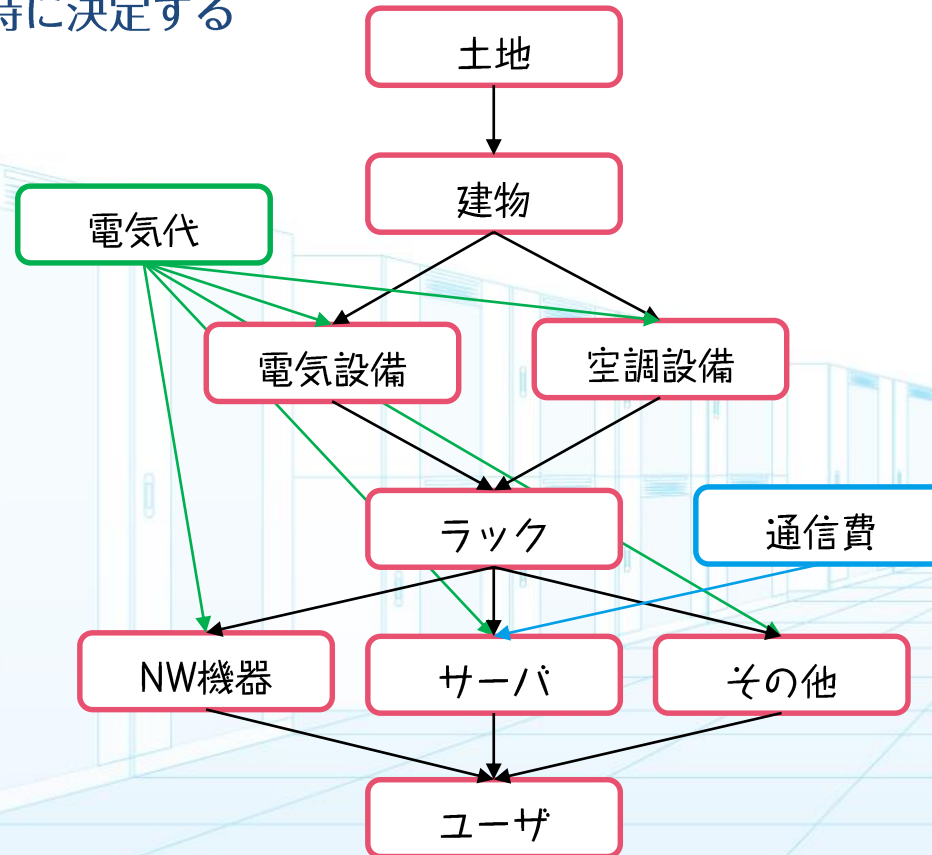 時に決定する
土地
建物
電気代
電気設備
空調設備
ラック
通信費
NW機器
サーバ
その他
ユーザ